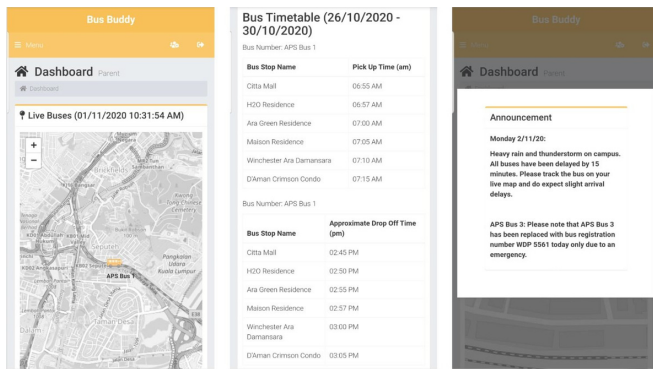 Bus Buddy
Menu
Dashboard Parent
Dashboard
Live Buses (01/11/2020 10:31:54 AM)
+
−
Brickfields
Seputeh
APS Bus 1
Taman Desa
Kuala Lumpur
Bus Timetable (26/10/2020 -
30/10/2020)
Bus Number: APS Bus 1
Bus Stop Name Pick Up Time (am)
Citta Mall 06:55 AM
H2O Residence 06:57 AM
Ara Green Residence 07:00 AM
Maison Residence 07:05 AM
Winchester Ara Damansara 07:10 AM
D'Aman Crimson Condo 07:15 AM
Bus Number: APS Bus 1
Bus Stop Name Approximate Drop Off Time
(pm)
Citta Mall 02:45 PM
H2O Residence 02:50 PM
Ara Green Residence 02:55 PM
Maison Residence 02:57 PM
Winchester Ara
Damansara 03:00 PM
D'Aman Crimson Condo 03:05 PM
Bus Buddy
Menu
Dashboard Parent
Dashboard
Announcement
Monday 2/11/20:
Heavy rain and thunderstorm on campus.
All buses have been delayed by 15
minutes. Please track the bus on your
live map and do expect slight arrival
delays.
APS Bus 3: Please note that APS Bus 3
has been replaced with bus registration
number WDP 5561 today only due to an
emergency.